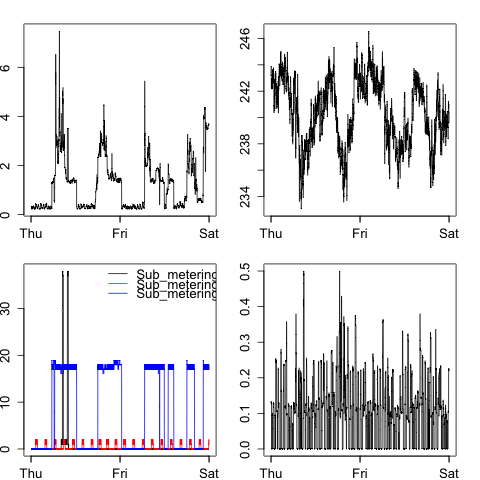 6
4
2
0
Thu Fri Sat
246
242
238
234
Thu Fri Sat
Sub_metering
Sub_metering
Sub_metering
30
20
10
0
Thu Fri Sat
0.5
0.4
0.3
0.2
0.1
0.0
Thu Fri Sat